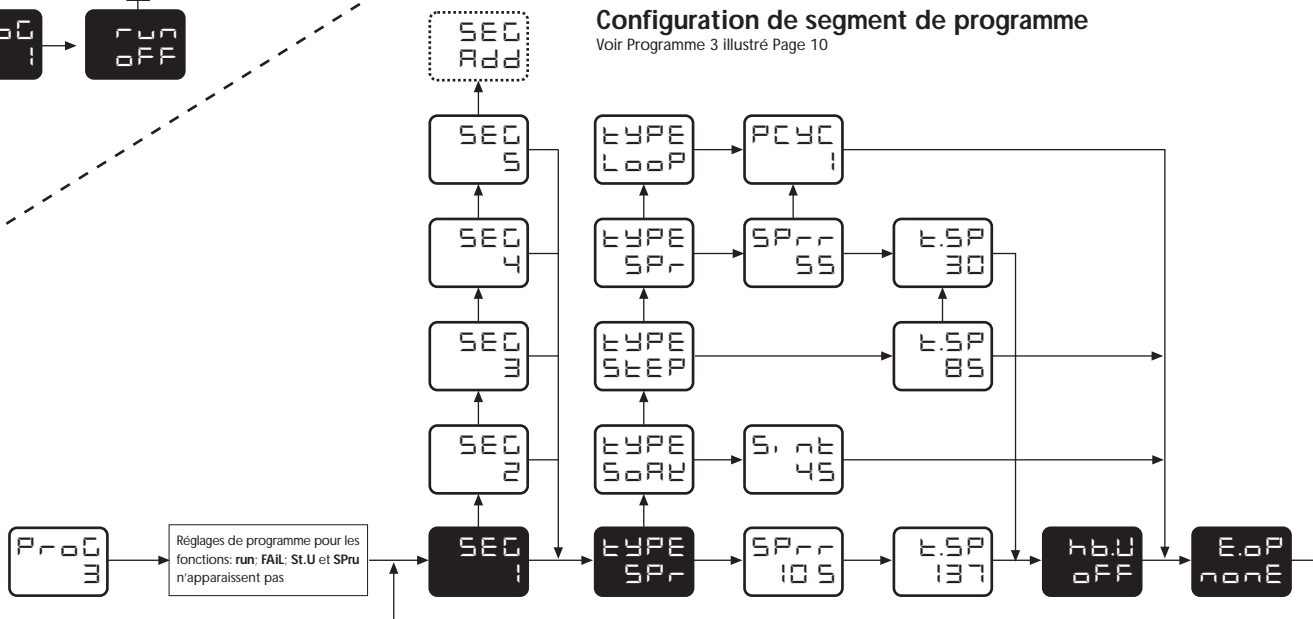 Configuration de segment de programme
Voir Programme 3 illustré Page 10
1
run
oFF
SEG
Add
SEG
5
tYPE
LooP
PCYC
1
SEG
4
tYPE
SPr
SPrr
55
t.SP
30
SEG
3
tYPE
StEP
t.SP
85
SEG
2
tYPE
SoAK
S.nt
45
ProG
3
Réglages de programme pour les
fonctions: run; FAiL; St.U et SPru
n'apparaissent pas
SEG
1
tYPE
SPr
SPrr
105
t.SP
137
hb.U
oFF
E.oP
nonE